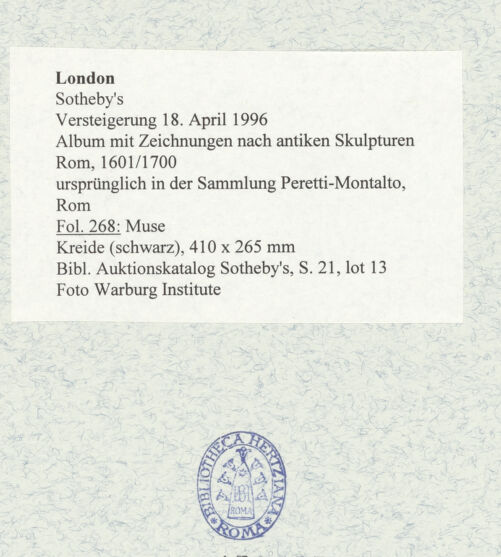 London
Sotheby's
Versteigerung 18. April 1996
Album mit Zeichnungen nach antiken Skulpturen
Rom, 1601/1700
ursprünglich in der Sammlung Peretti-Montalto,
Rom
Fol. 268: Muse
Kreide (schwarz), 410 x 265 mm
Bibl. Auktionskatalog Sotheby's, S. 21, lot 13
Foto Warburg Institute
BIBLIOTHECA HERTZIANA
ROMA
ROMA